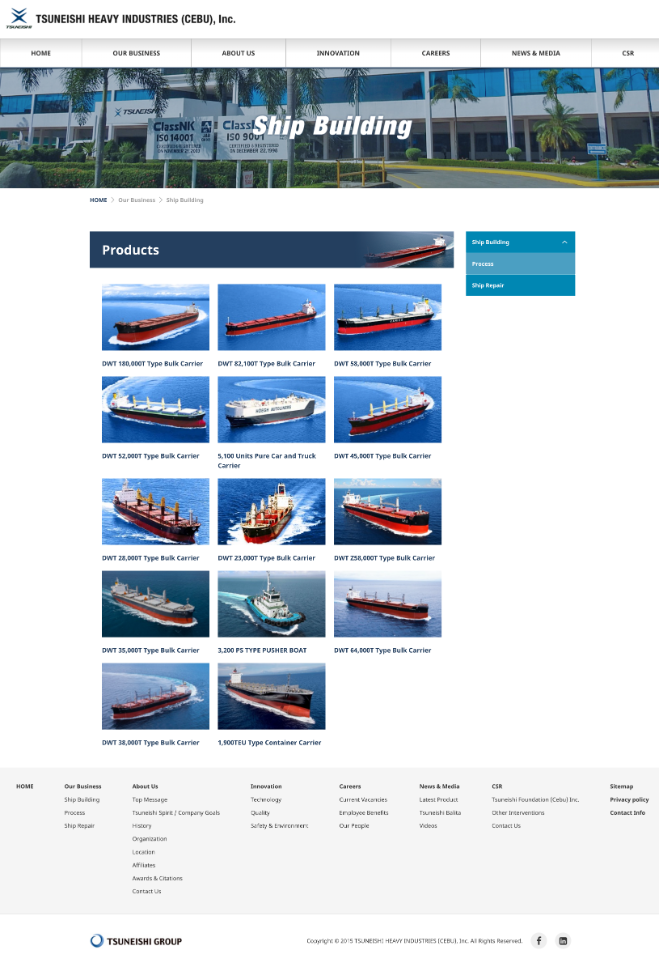 TSUNEISHI
TSUNEISHI HEAVY INDUSTRIES (CEBU), Inc.
HOME
OUR BUSINESS
ABOUT US
INNOVATION
CAREERS
NEWS & MEDIA
CSR
TSUNEISHI
ClassNK
ISO 14001
ClassNK
ISO 9001
Ship Building
HOME > Our Business > Ship Building
Products
Ship Building
Process
Ship Repair
DWT 180,000T Type Bulk Carrier
DWT 82,100T Type Bulk Carrier
DWT 58,000T Type Bulk Carrier
DWT 52,000T Type Bulk Carrier
5,100 Units Pure Car and Truck
Carrier
DWT 45,900T Type Bulk Carrier
DWT 28,000T Type Bulk Carrier
DWT 23,000T Type Bulk Carrier
DWT 258,000T Type Bulk Carrier
DWT 35,000T Type Bulk Carrier
3,200 PS TYPE PUSHER BOAT
DWT 64,000T Type Bulk Carrier
DWT 38,000T Type Bulk Carrier
1,900TEU Type Container Carrier
HOME
Our Business
Ship Building
Process
Ship Repair
About Us
Top Message
Tsuneishi Spirit / Company Goals
History
Organization
Location
Affiliates
Awards & Citations
Contact Us
Innovation
Technology
Quality
Safety & Environment
Careers
Current Vacancies
Employee Benefits
Our People
News & Media
Latest Product
Tsuneishi Balita
Videos
CSR
Tsuneishi Foundation (Cebu) Inc.
Other Interventions
Contact Us
Sitemap
Privacy policy
Contact Info
TSUNEISHI GROUP
Copyright © 2015 TSUNEISHI HEAVY INDUSTRIES (CEBU), Inc. All Rights Reserved.